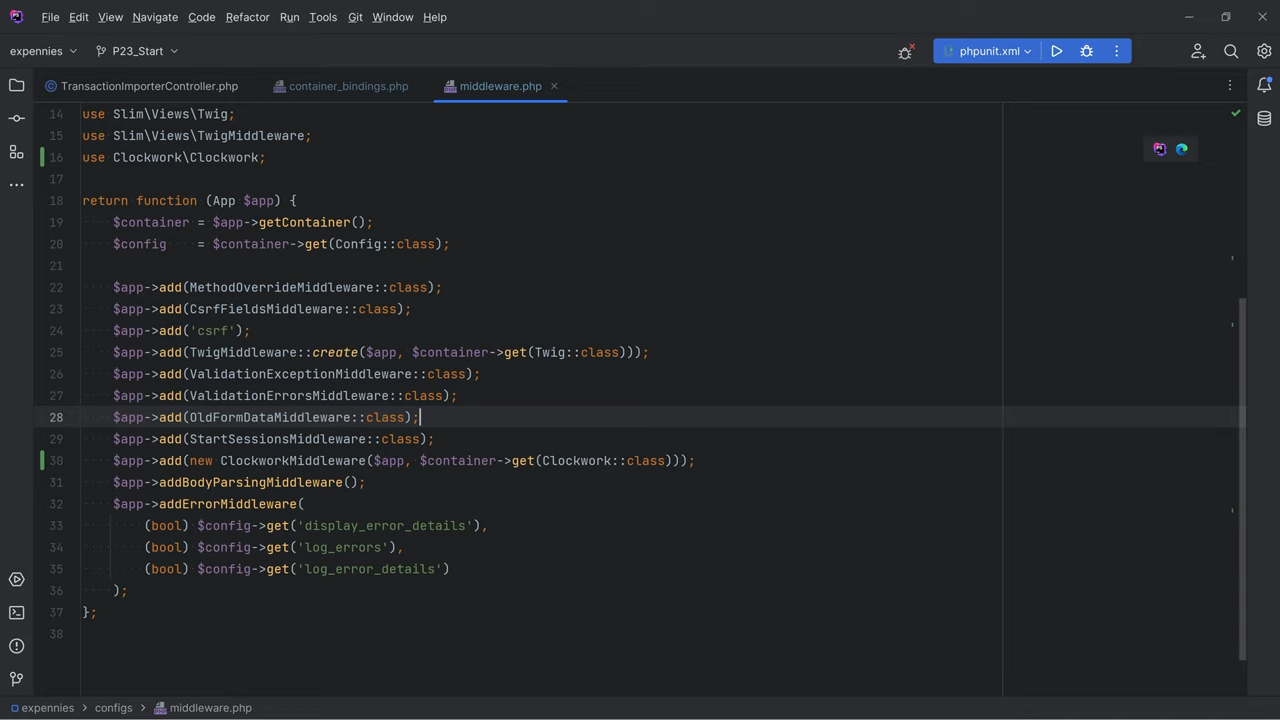 File Edit View Navigate Code Refactor Run Tools Git Window Help
expennies P23_Start phpunit.xml
TransactionImporterController.php container_bindings.php middleware.php
14 use Slim\Views\Twig;
15 use Slim\Views\TwigMiddleware;
16 use Clockwork\Clockwork;
17
18 return function (App $app) {
19 $container = $app->getContainer();
20 $config    = $container->get(Config::class);
21
22 $app->add(MethodOverrideMiddleware::class);
23 $app->add(CsrfFieldsMiddleware::class);
24 $app->add('csrf');
25 $app->add(TwigMiddleware::create($app, $container->get(Twig::class)));
26 $app->add(ValidationExceptionMiddleware::class);
27 $app->add(ValidationErrorsMiddleware::class);
28 $app->add(OldFormDataMiddleware::class);
29 $app->add(StartSessionsMiddleware::class);
30 $app->add(new ClockworkMiddleware($app, $container->get(Clockwork::class)));
31 $app->addBodyParsingMiddleware();
32 $app->addErrorMiddleware(
33 (bool) $config->get('display_error_details'),
34 (bool) $config->get('log_errors'),
35 (bool) $config->get('log_error_details')
36 );
37 };
38
expennies configs middleware.php